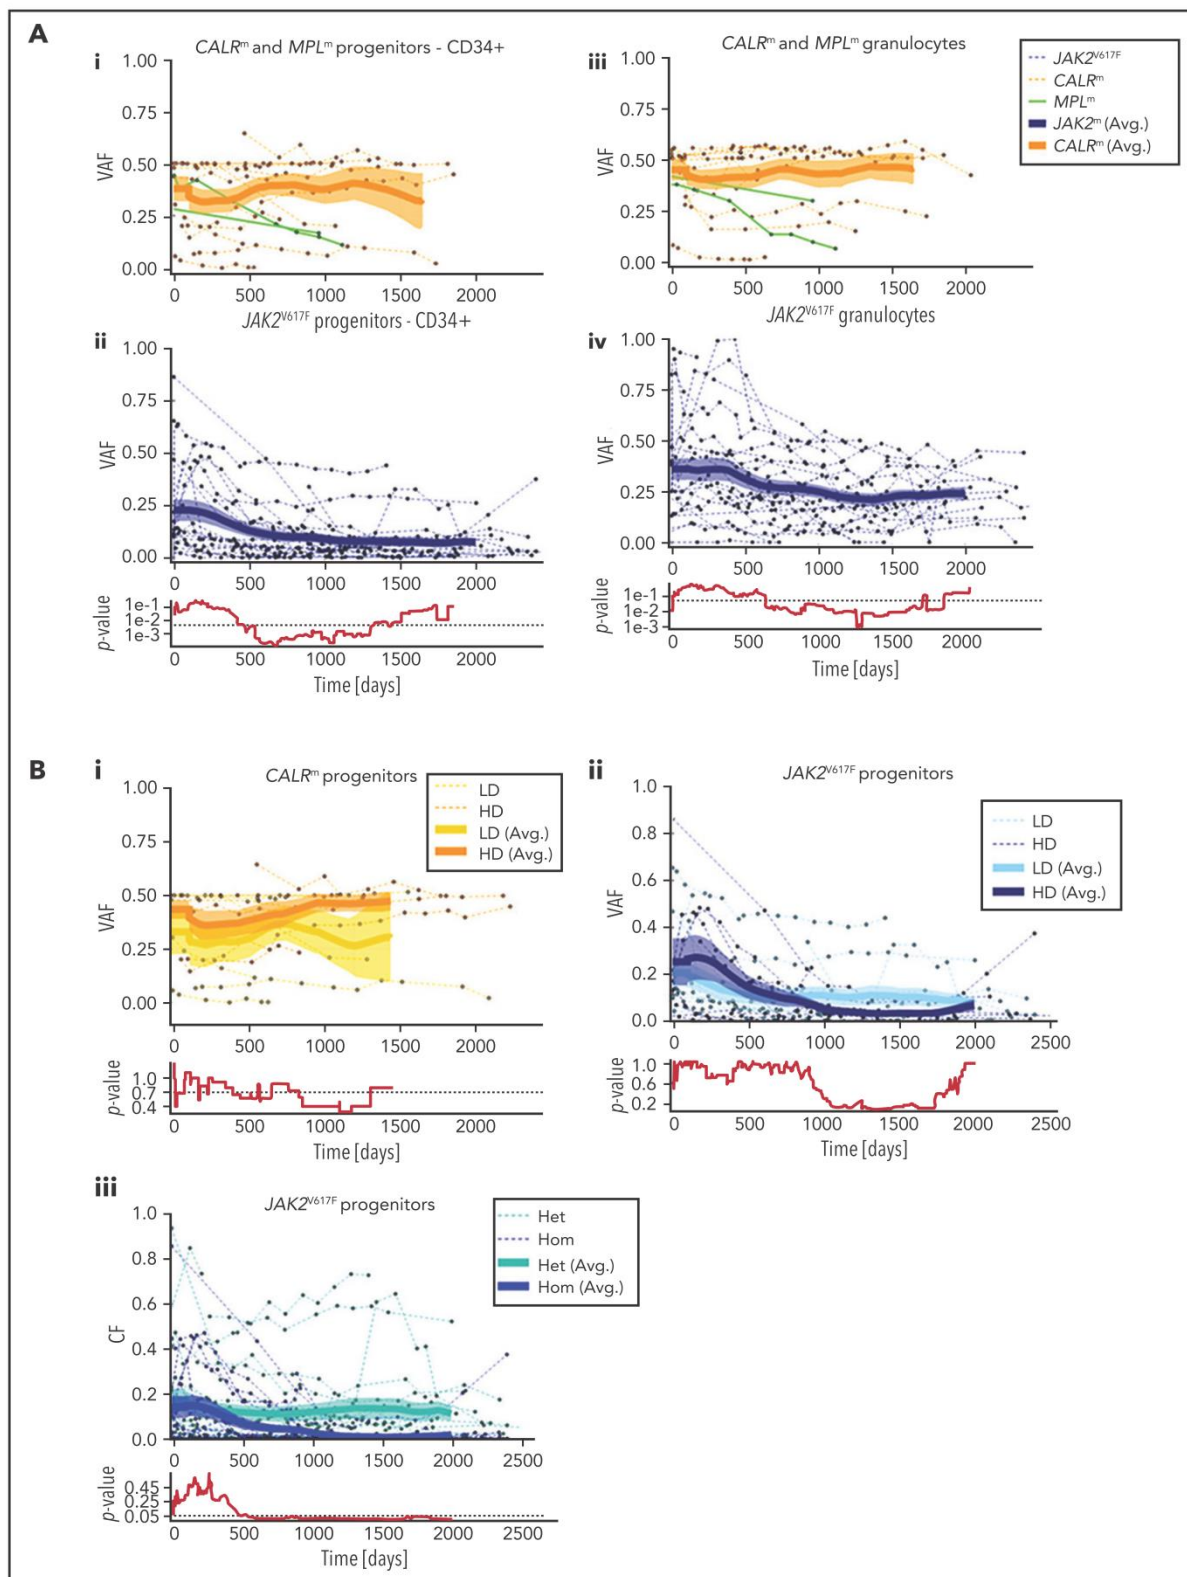 A
i
CALRᵐ and MPLᵐ progenitors - CD34+
1.00
0.75
0.50
0.25
0.00
VAF
0 500 1000 1500 2000
iii
CALRᵐ and MPLᵐ granulocytes
1.00
0.75
0.50
0.25
0.00
VAF
0 500 1000 1500 2000
JAK2ⱽ⁶¹⁷ꟳ
CALRᵐ
MPLᵐ
JAK2ᵐ (Avg.)
CALRᵐ (Avg.)
ii
JAK2ⱽ⁶¹⁷ꟳ progenitors - CD34+
1.00
0.75
0.50
0.25
0.00
VAF
1e-1
1e-2
1e-3
p-value
0 500 1000 1500 2000
Time [days]
iv
JAK2ⱽ⁶¹⁷ꟳ granulocytes
1.00
0.75
0.50
0.25
0.00
VAF
0 500 1000 1500 2000
1e-1
1e-2
1e-3
p-value
0 500 1000 1500 2000
Time [days]
B
i
CALRᵐ progenitors
LD
HD
LD (Avg.)
HD (Avg.)
1.00
0.75
0.50
0.25
0.00
VAF
0 500 1000 1500 2000
1.0
0.7
0.4
p-value
0 500 1000 1500 2000
Time [days]
ii
JAK2ⱽ⁶¹⁷ꟳ progenitors
LD
HD
LD (Avg.)
HD (Avg.)
1.0
0.8
0.6
0.4
0.2
0.0
VAF
0 500 1000 1500 2000 2500
1.0
0.6
0.2
p-value
0 500 1000 1500 2000 2500
Time [days]
iii
JAK2ⱽ⁶¹⁷ꟳ progenitors
Het
Hom
Het (Avg.)
Hom (Avg.)
1.0
0.8
0.6
0.4
0.2
0.0
CF
0 500 1000 1500 2000 2500
0.45
0.25
0.05
p-value
0 500 1000 1500 2000 2500
Time [days]